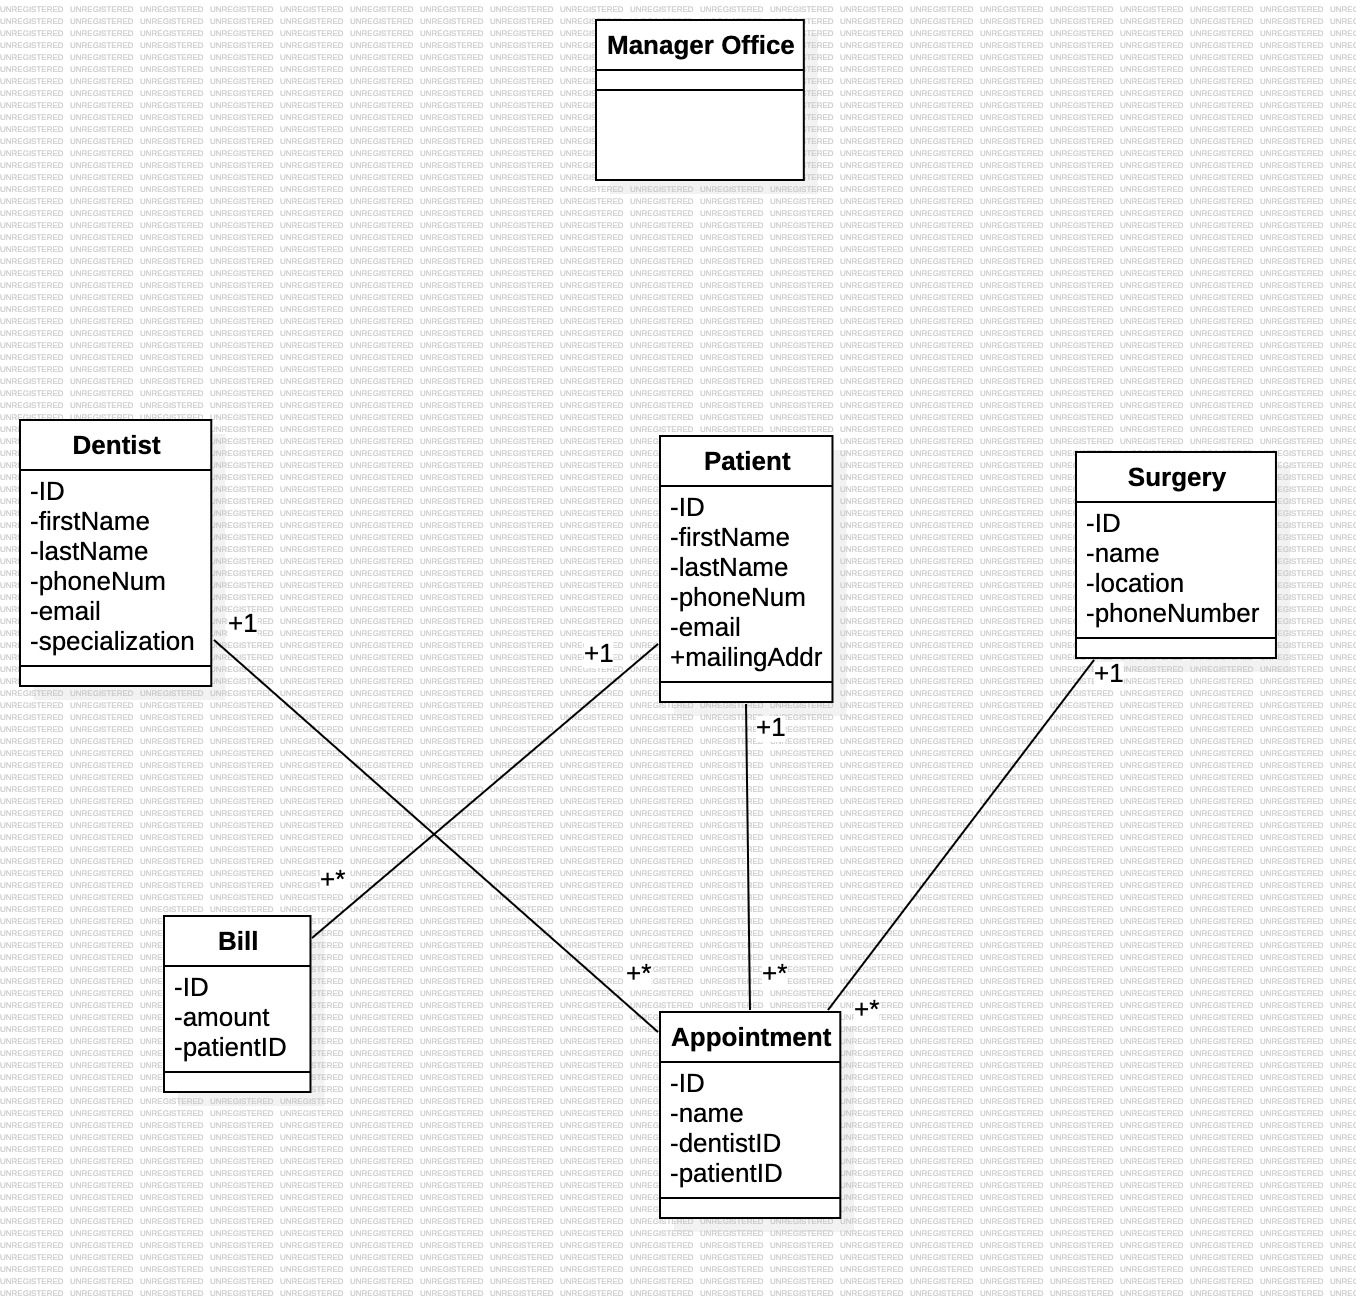 Manager Office
Dentist
-ID
-firstName
-lastName
-phoneNum
-email
-specialization
+1
Patient
-ID
-firstName
-lastName
-phoneNum
-email
+mailingAddr
+1
+1
Surgery
-ID
-name
-location
-phoneNumber
+1
+*
Bill
-ID
-amount
-patientID
+*
+*
+*
Appointment
-ID
-name
-dentistID
-patientID
UNREGISTERED